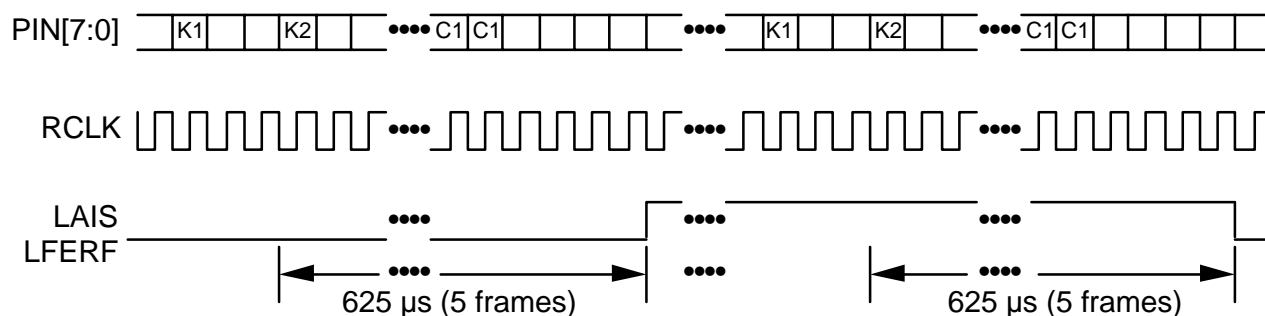 PIN[7:0] K1 K2 C1 C1 K1 K2 C1 C1
RCLK
LAIS
LFERF
625 µs (5 frames) 625 µs (5 frames)